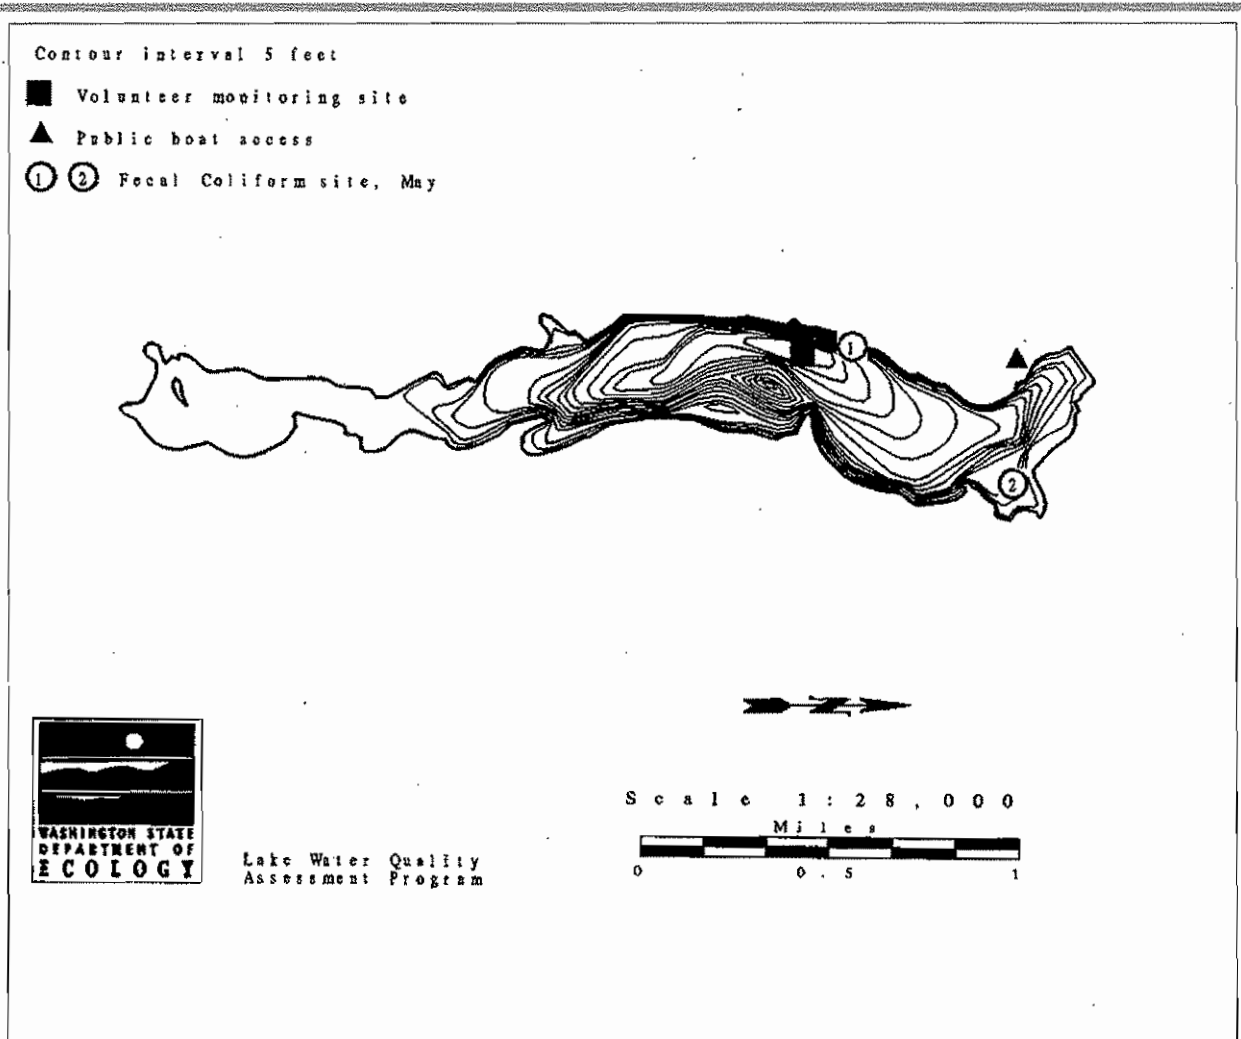 Contour interval 5 feet
Volunteer monitoring site
Public boat access
1 2 Fecal Coliform site, May
1
2
N
Scale 1:28,000
Miles
0 0.5 1
WASHINGTON STATE
DEPARTMENT OF
ECOLOGY
Lake Water Quality
Assessment Program